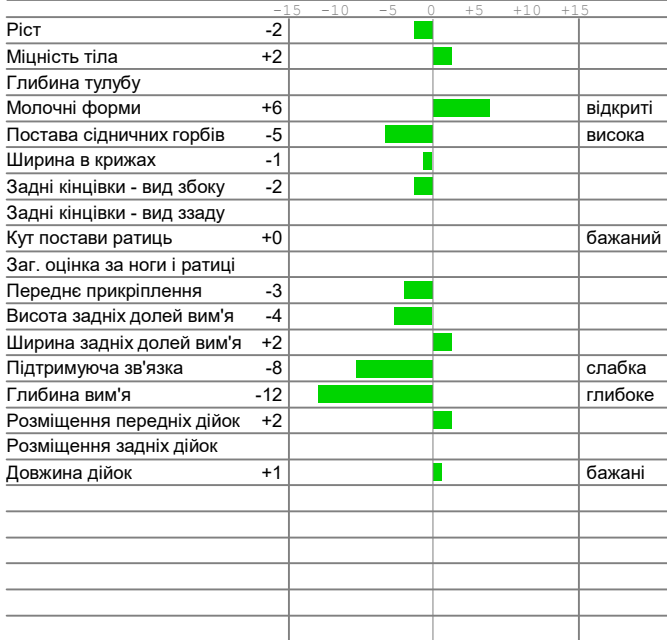 -15 -10 -5 0 +5 +10 +15
Ріст -2
Міцність тіла +2
Глибина тулубу
Молочні форми +6 відкриті
Постава сідничних горбів -5 висока
Ширина в крижах -1
Задні кінцівки - вид збоку -2
Задні кінцівки - вид ззаду
Кут постави ратиць +0 бажаний
Заг. оцінка за ноги і ратиці
Переднє прикріплення -3
Висота задніх долей вим'я -4
Ширина задніх долей вим'я +2
Підтримуюча зв'язка -8 слабка
Глибина вим'я -12 глибоке
Розміщення передніх дійок +2
Розміщення задніх дійок
Довжина дійок +1 бажані